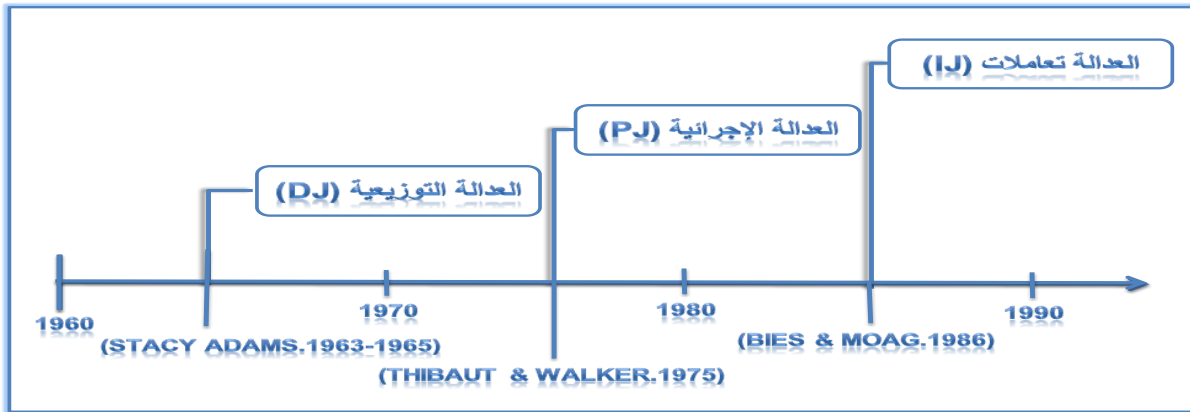 العدالة تعاملات (IJ)
العدالة الإجرائية (PJ)
العدالة التوزيعية (DJ)
1960
1970
1980
1990
(STACY ADAMS.1963-1965)
(THIBAUT & WALKER.1975)
(BIES & MOAG.1986)